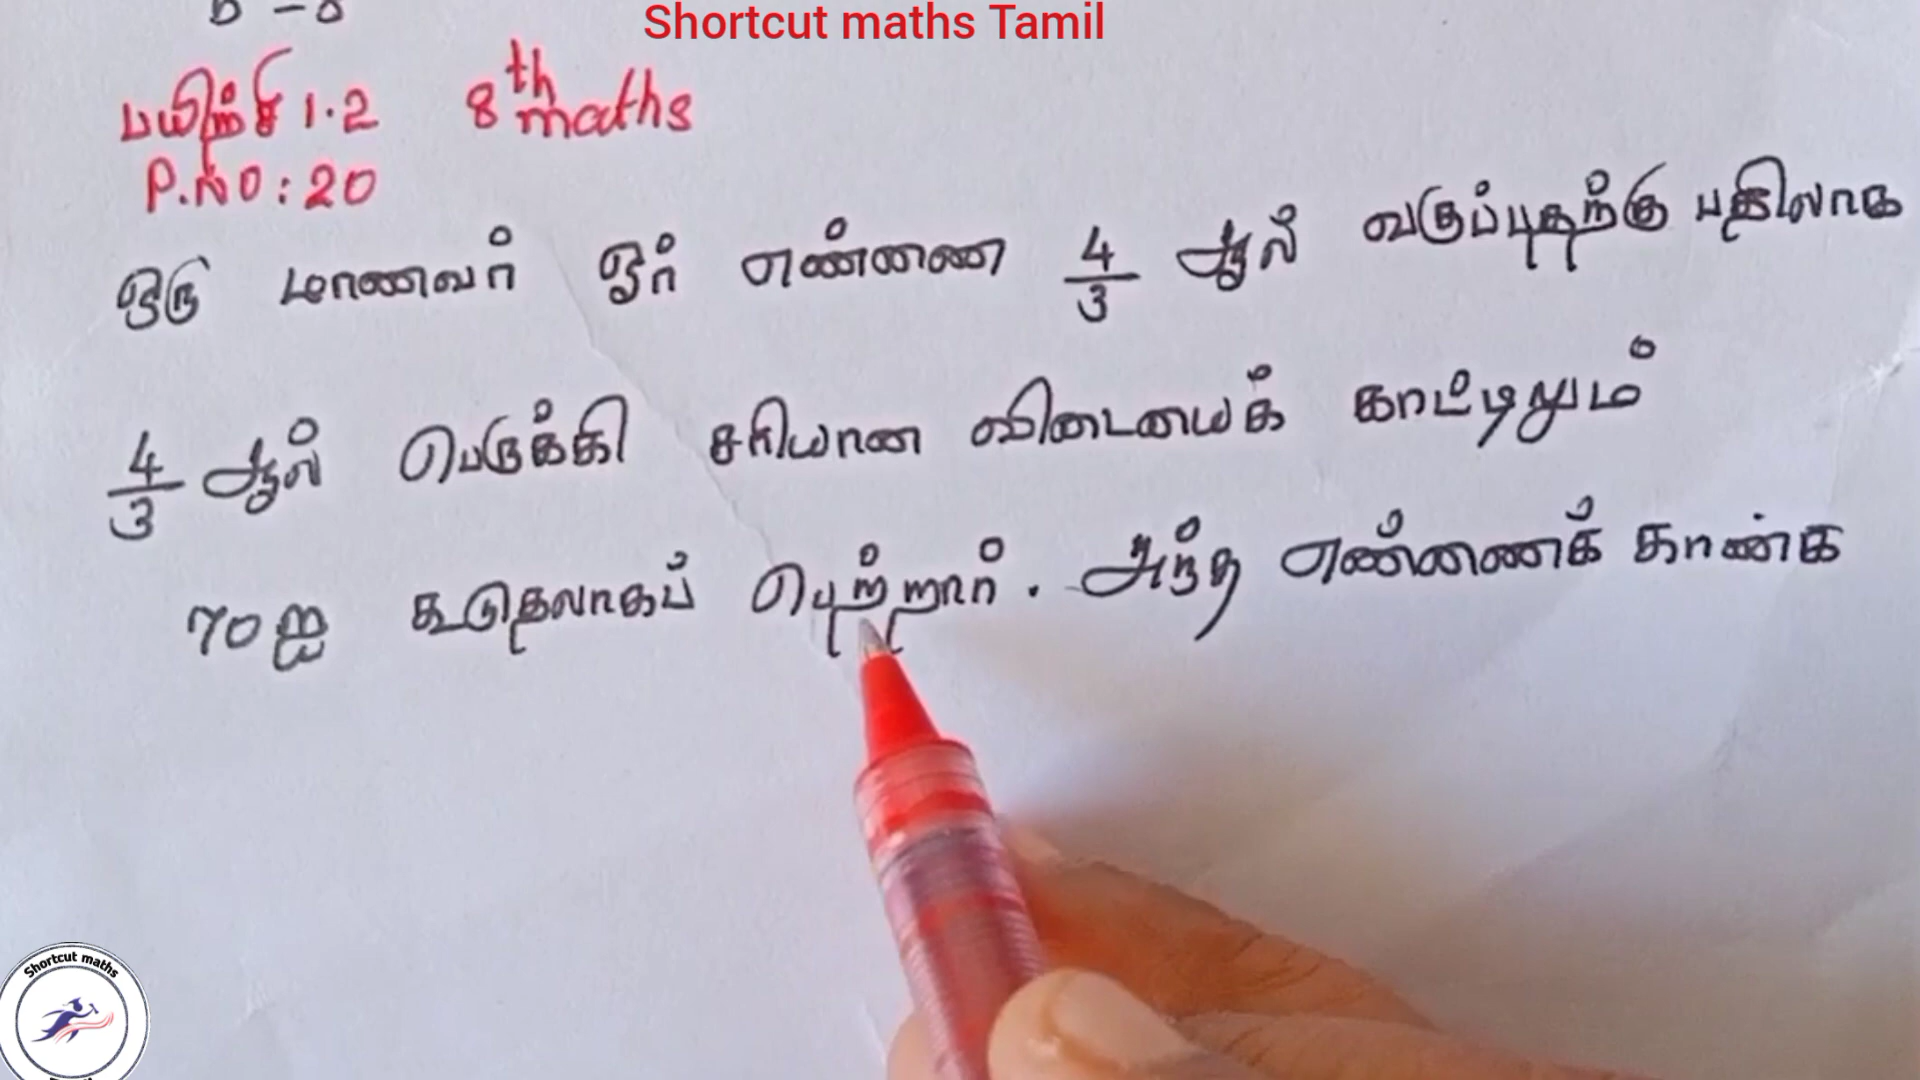 Shortcut maths Tamil
பயிற்சி 1.2 8th maths
P.NO: 20
ஒரு மாணவர் ஓர் எண்ணை 4/3 ஆல் வகுப்பதற்கு பதிலாக
4/3 ஆல் பெருக்கி சரியான விடையைக் காட்டிலும்
70 ஐ கூடுதலாகப் பெற்றார். அந்த எண்ணைக் காண்க
Shortcut maths